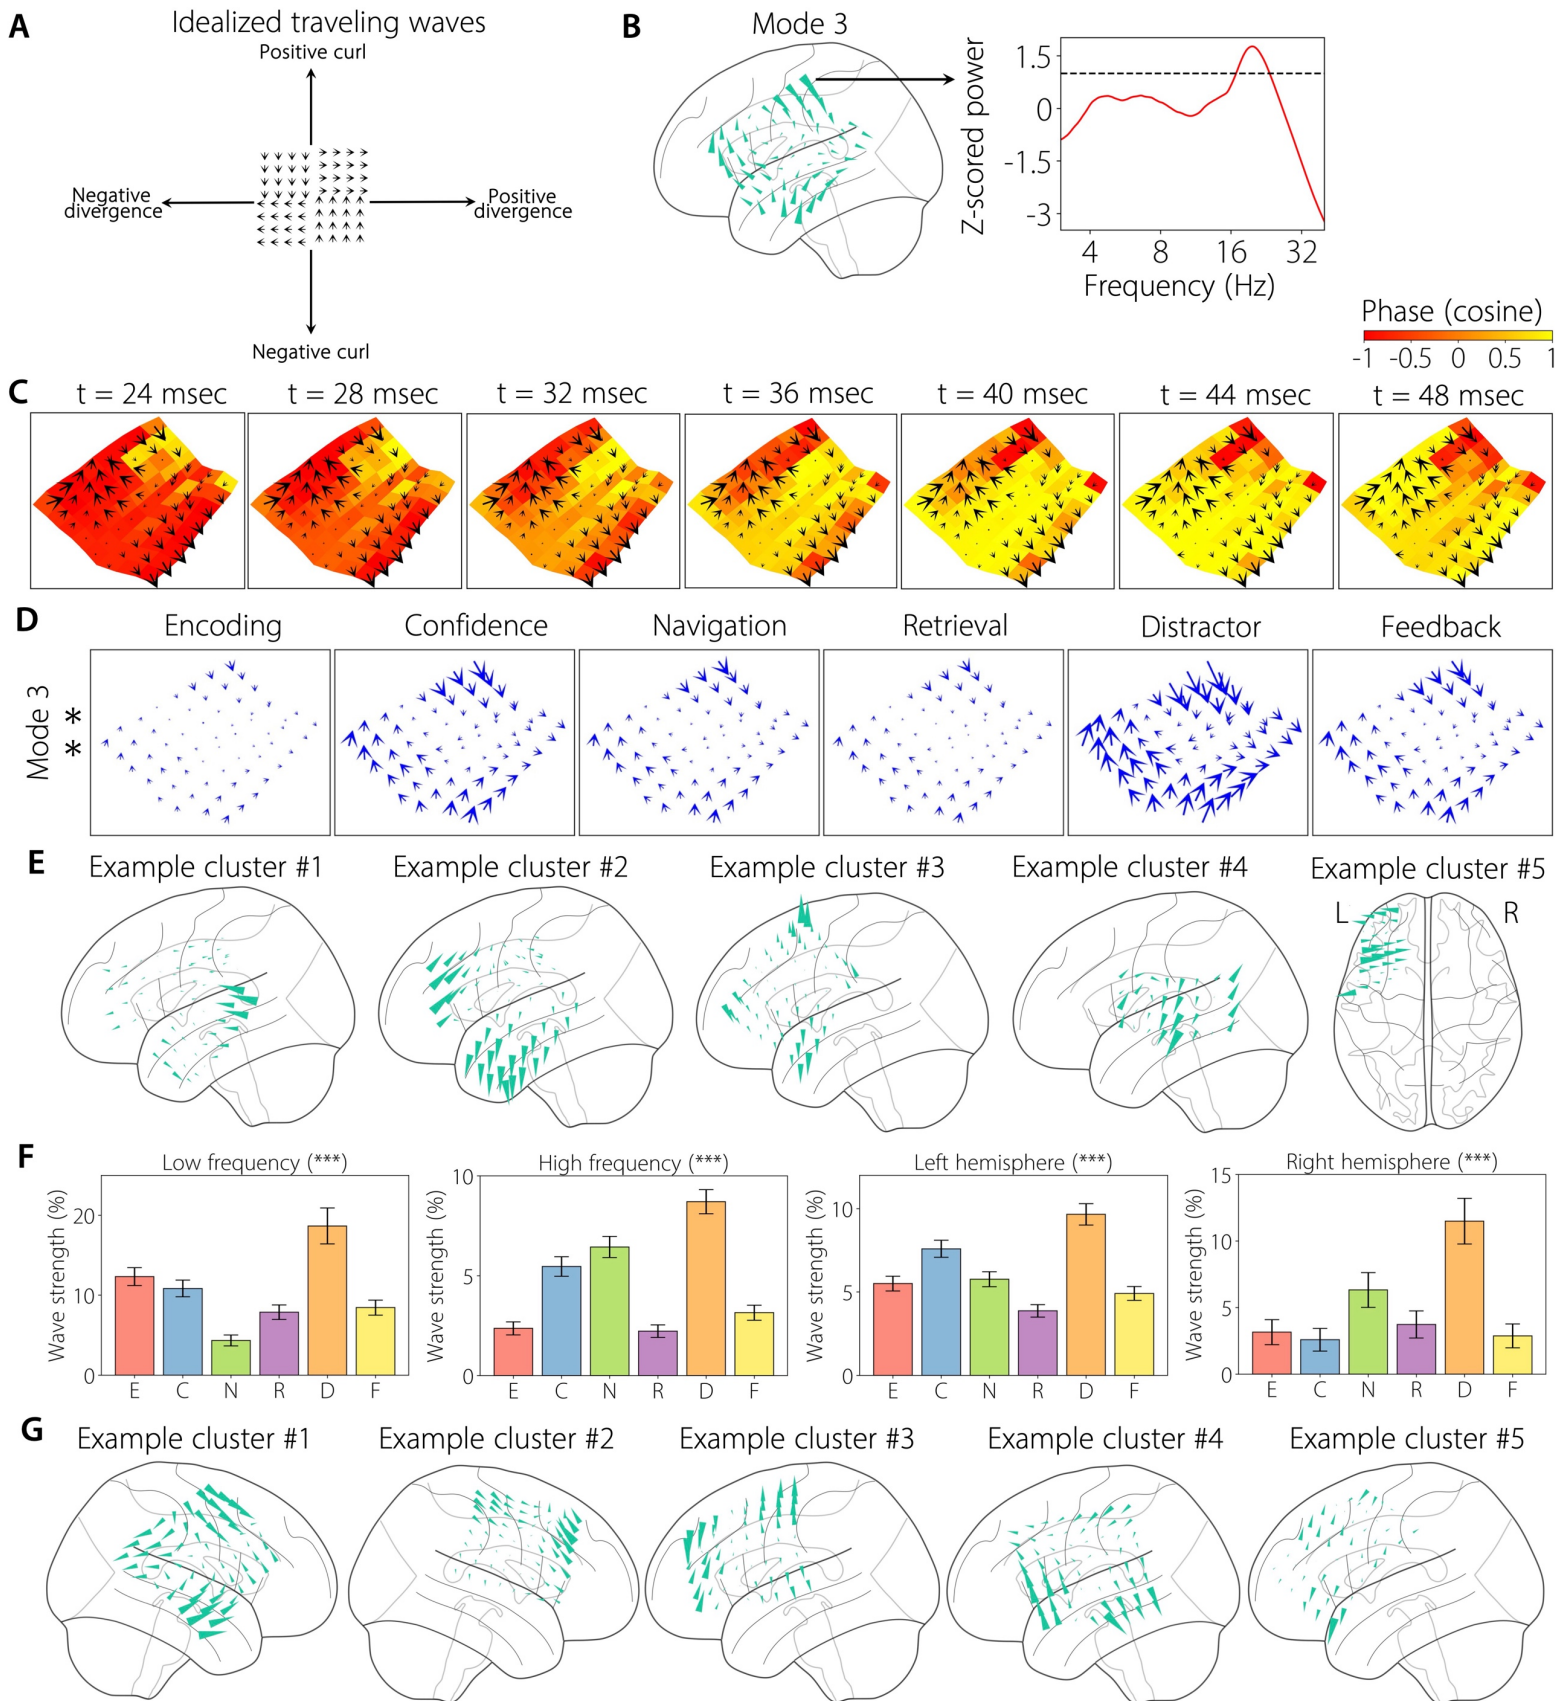 A
Idealized traveling waves
Positive curl
Negative
divergence
Positive
divergence
Negative curl
B
Mode 3
Z-scored power
1.5
0
-1.5
-3
4 8 16 32
Frequency (Hz)
Phase (cosine)
-1 -0.5 0 0.5 1
C
t = 24 msec t = 28 msec t = 32 msec t = 36 msec t = 40 msec t = 44 msec t = 48 msec
D
Encoding Confidence Navigation Retrieval Distractor Feedback
Mode 3
**
E
Example cluster #1 Example cluster #2 Example cluster #3 Example cluster #4 Example cluster #5
L R
F
Low frequency (***)
Wave strength (%)
20
10
0
E C N R D F
High frequency (***)
Wave strength (%)
10
5
0
E C N R D F
Left hemisphere (***)
Wave strength (%)
10
5
0
E C N R D F
Right hemisphere (***)
Wave strength (%)
15
10
5
0
E C N R D F
G
Example cluster #1 Example cluster #2 Example cluster #3 Example cluster #4 Example cluster #5